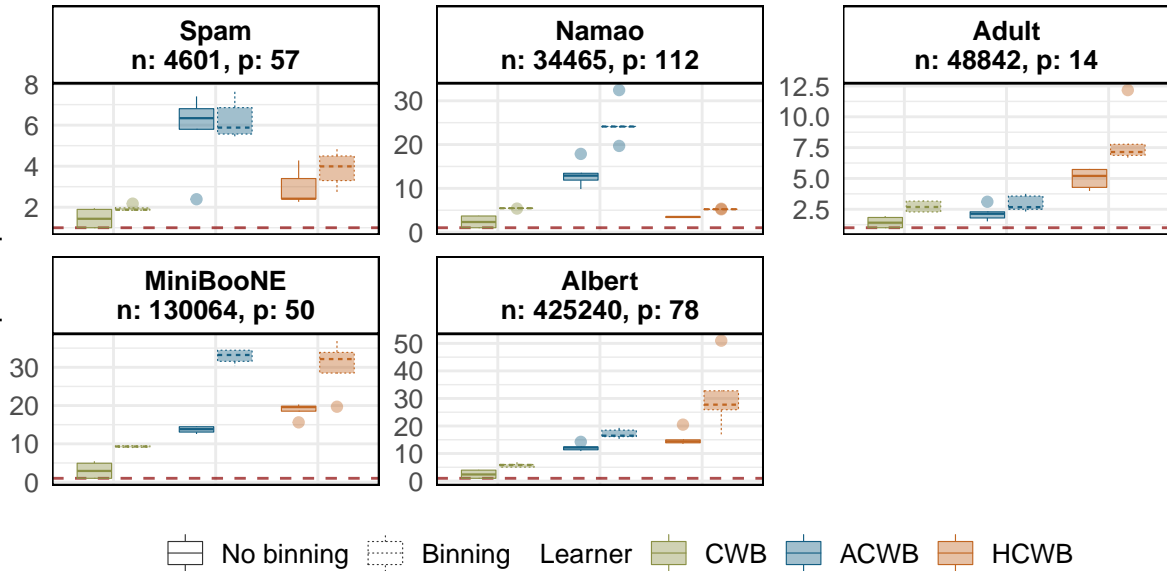 Spam
n: 4601, p: 57
8
6
4
2
Namao
n: 34465, p: 112
30
20
10
0
Adult
n: 48842, p: 14
12.5
10.0
7.5
5.0
2.5
MiniBooNE
n: 130064, p: 50
30
20
10
0
Albert
n: 425240, p: 78
50
40
30
20
10
0
No binning Binning Learner CWB ACWB HCWB